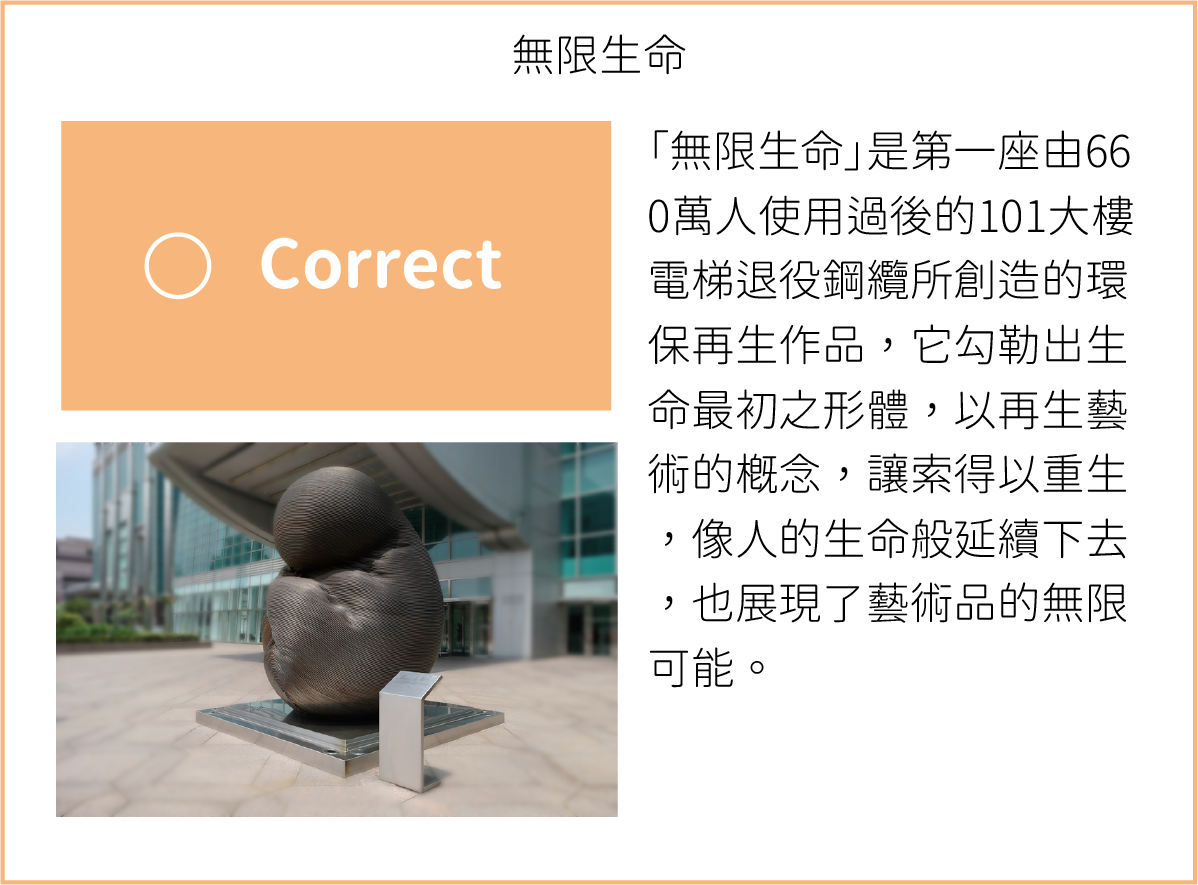 無限生命
○ Correct
「無限生命」是第一座由66
0萬人使用過後的101大樓
電梯退役鋼纜所創造的環
保再生作品，它勾勒出生
命最初之形體，以再生藝
術的概念，讓索得以重生
，像人的生命般延續下去
，也展現了藝術品的無限
可能。